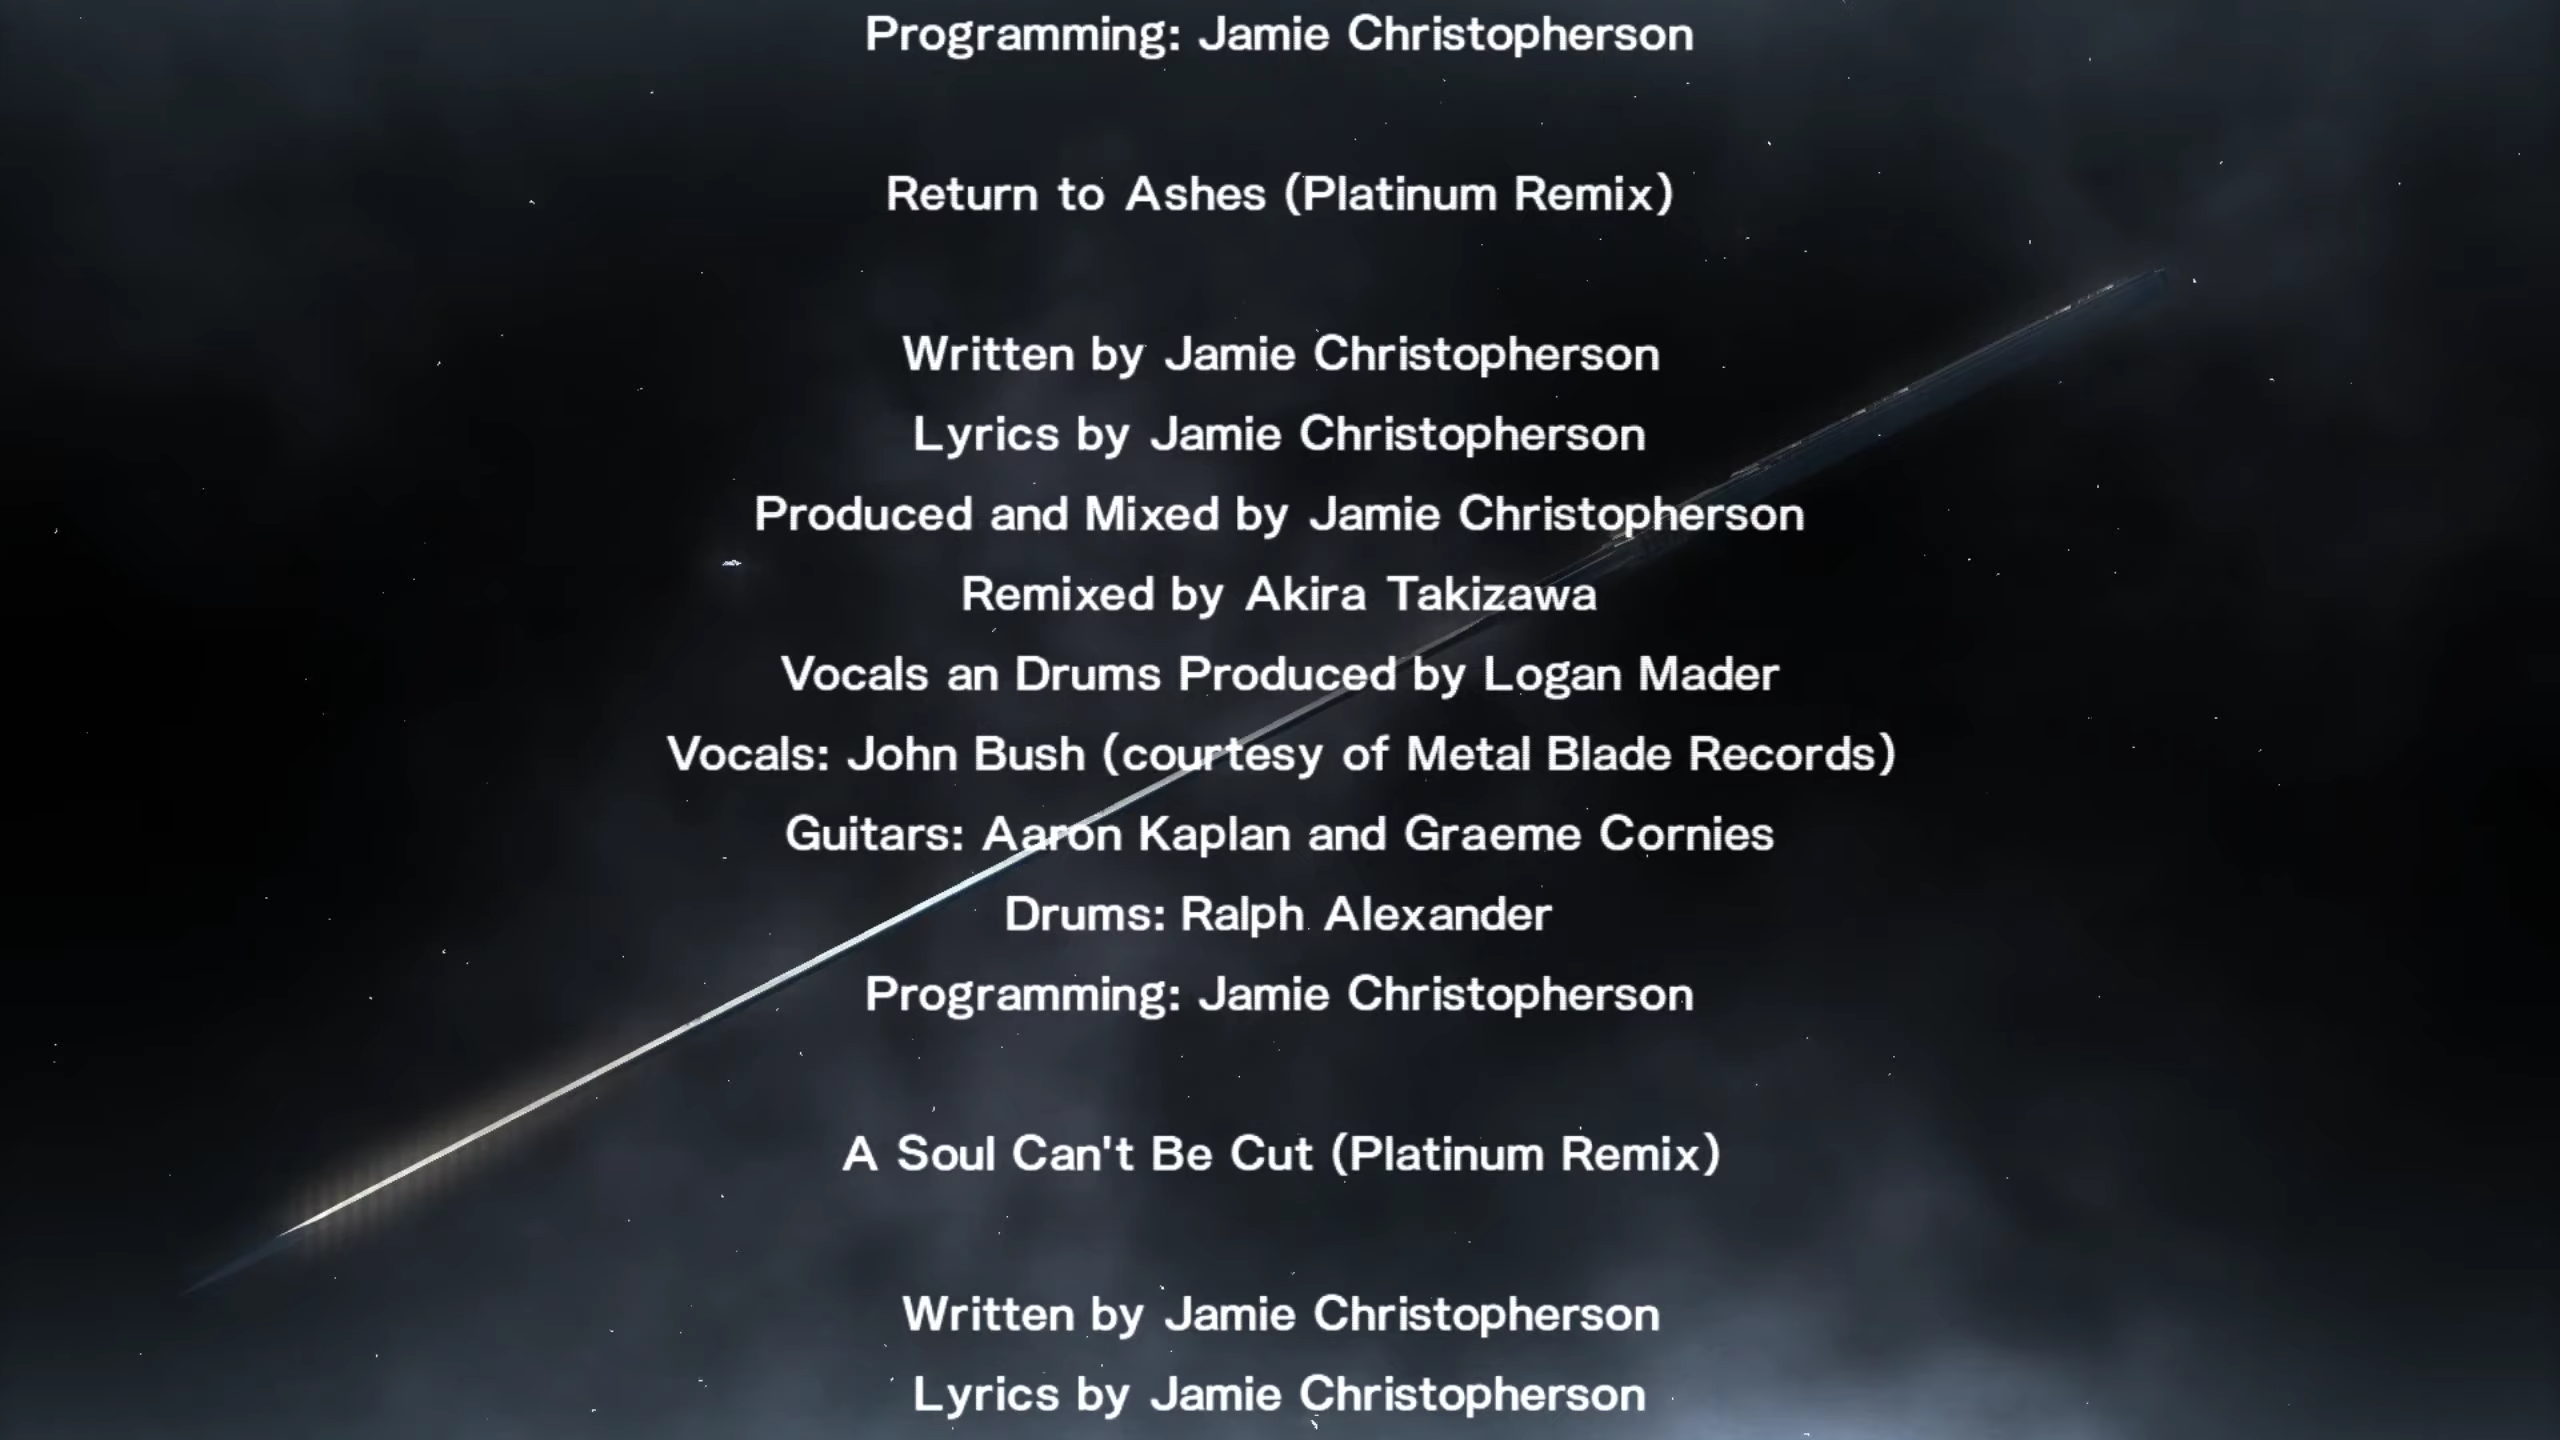 Programming: Jamie Christopherson
Return to Ashes (Platinum Remix)
Written by Jamie Christopherson
Lyrics by Jamie Christopherson
Produced and Mixed by Jamie Christopherson
Remixed by Akira Takizawa
Vocals an Drums Produced by Logan Mader
Vocals: John Bush (courtesy of Metal Blade Records)
Guitars: Aaron Kaplan and Graeme Cornies
Drums: Ralph Alexander
Programming: Jamie Christopherson
A Soul Can't Be Cut (Platinum Remix)
Written by Jamie Christopherson
Lyrics by Jamie Christopherson